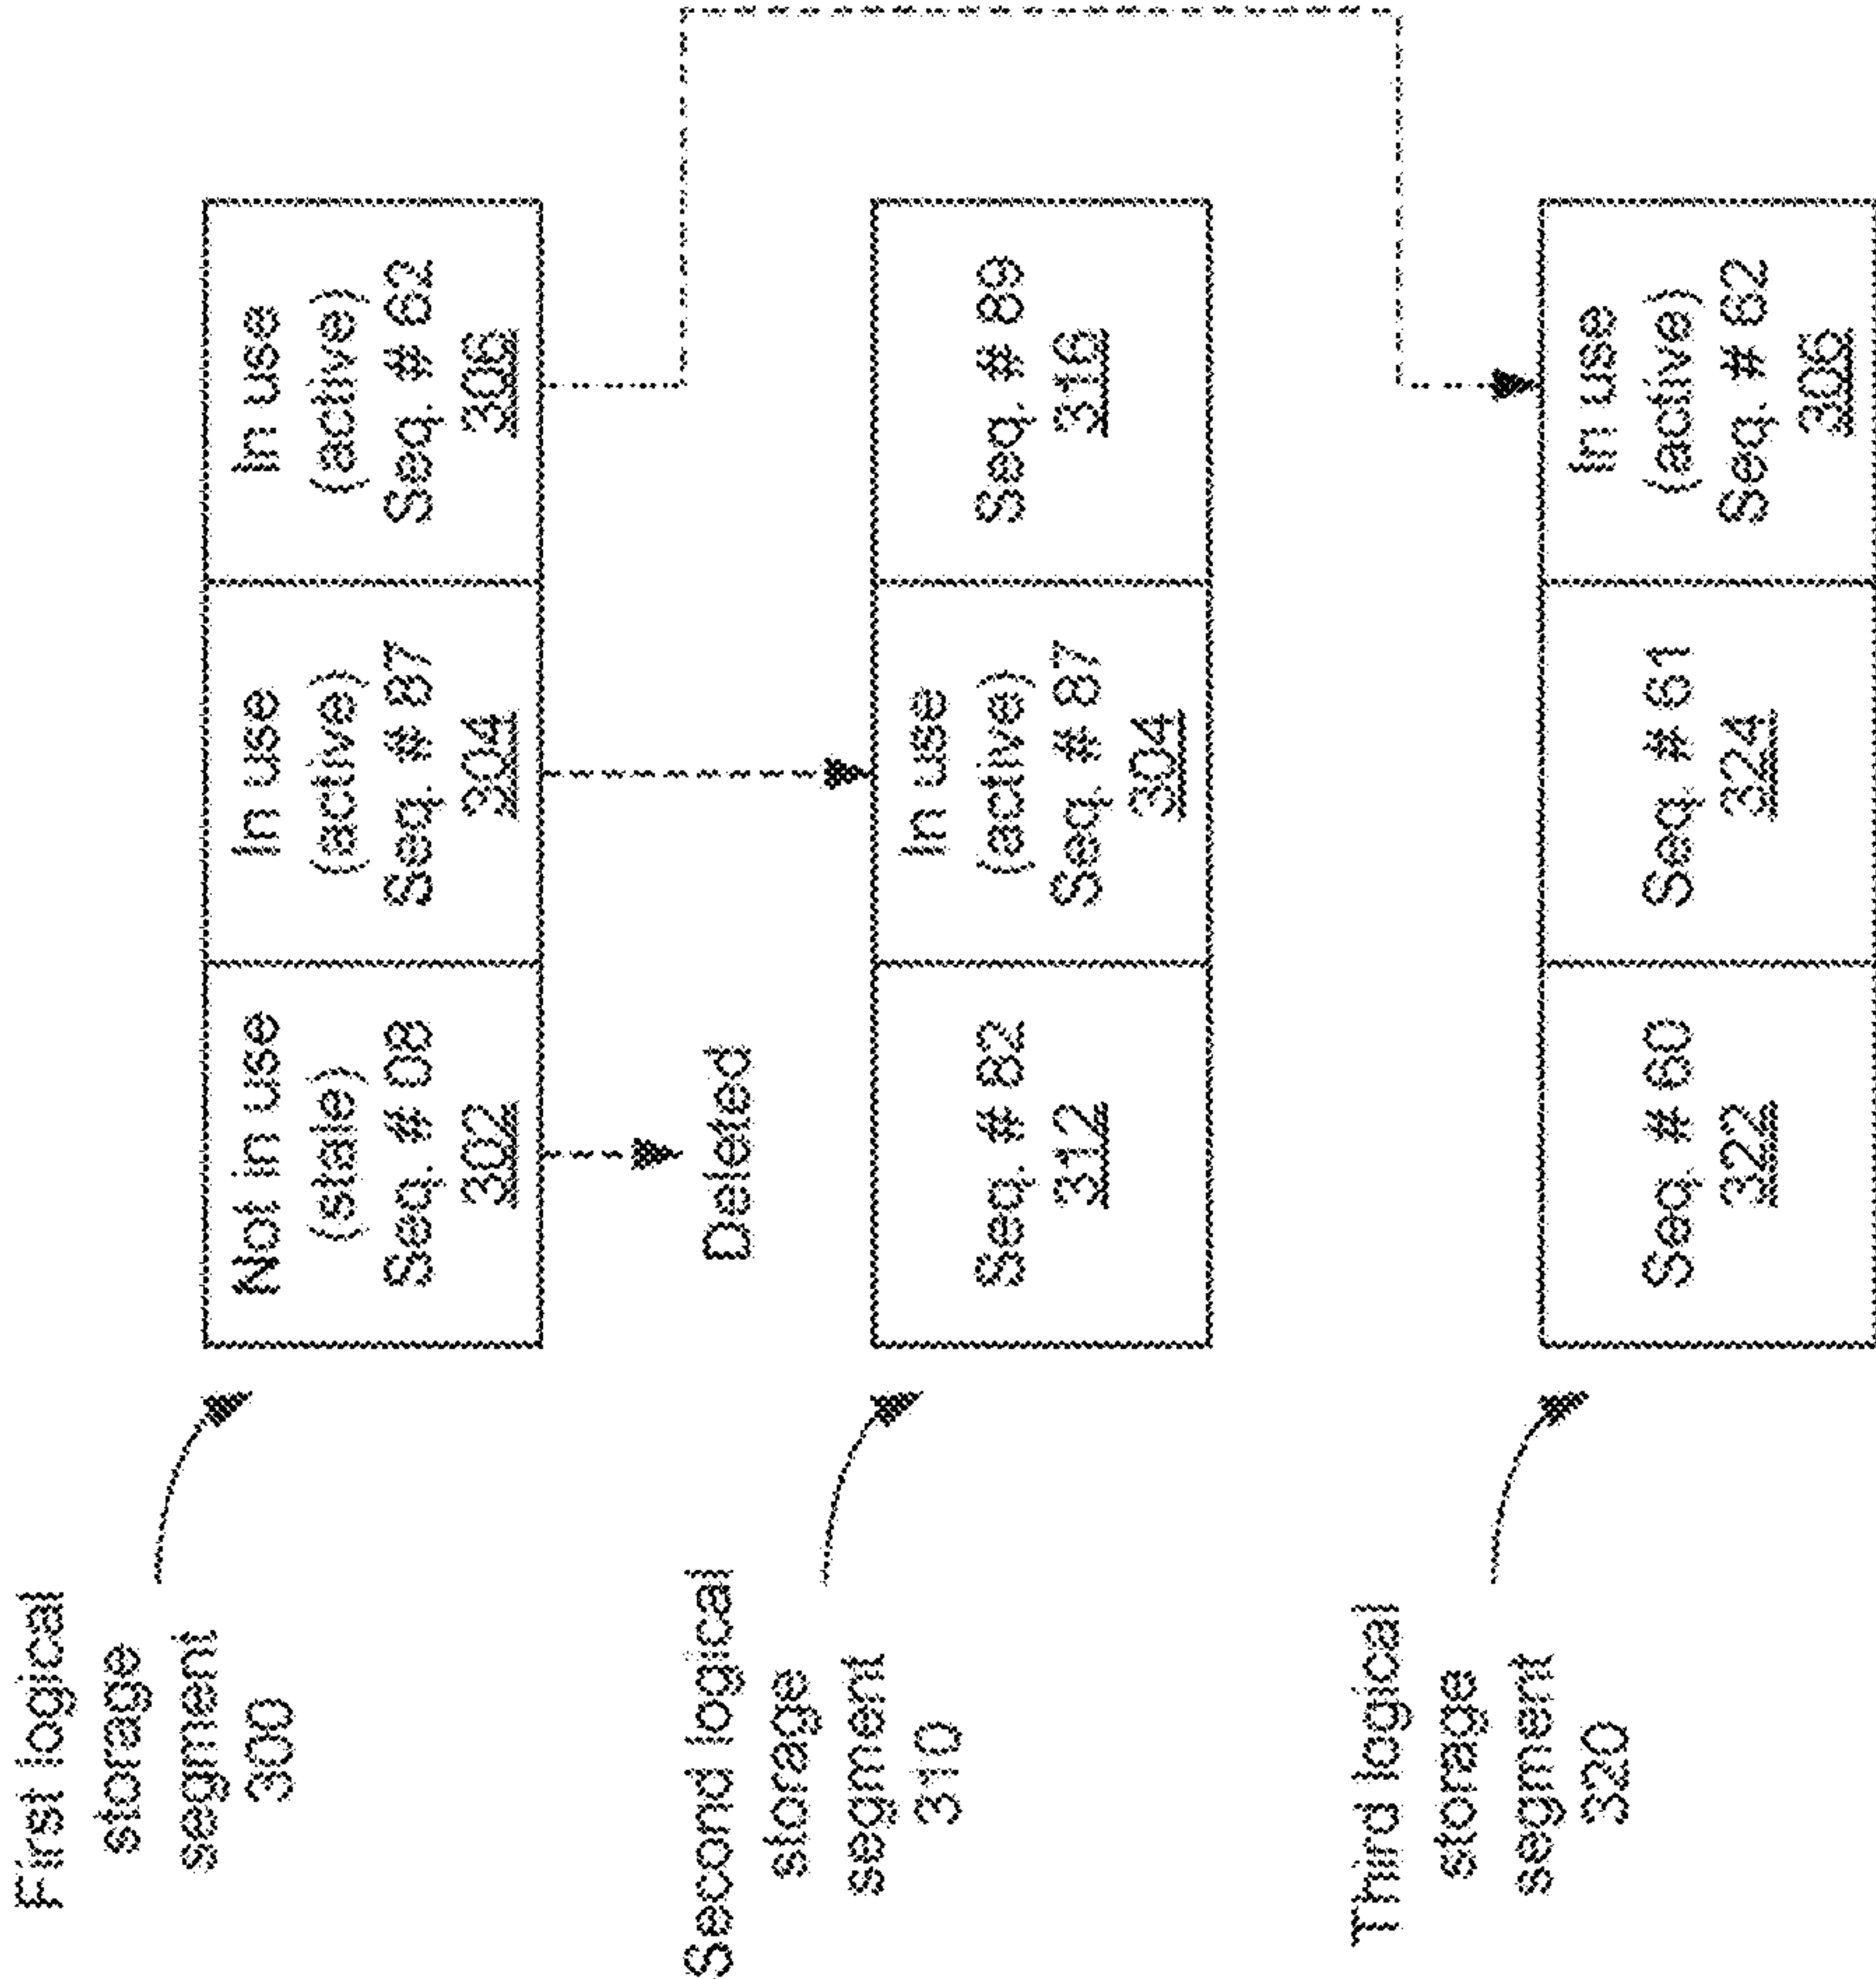 First logical
storage
segment
300
Not in use
(stale)
Seq. # 08
302
In use
(active)
Seq. # 87
304
In use
(active)
Seq. # 62
306
Deleted
Second logical
storage
segment
310
Seq. # 82
312
In use
(active)
Seq. # 87
304
Seq. # 89
316
Third logical
storage
segment
320
Seq. # 60
322
Seq. # 61
324
In use
(active)
Seq. # 62
306